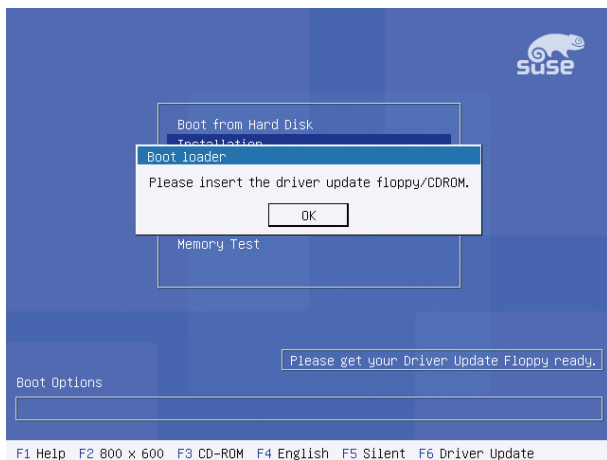 SUSE
Boot from Hard Disk
Installation
Boot loader
Please insert the driver update floppy/CDROM.
OK
Memory Test
Please get your Driver Update Floppy ready.
Boot Options
F1 Help F2 800 x 600 F3 CD-ROM F4 English F5 Silent F6 Driver Update